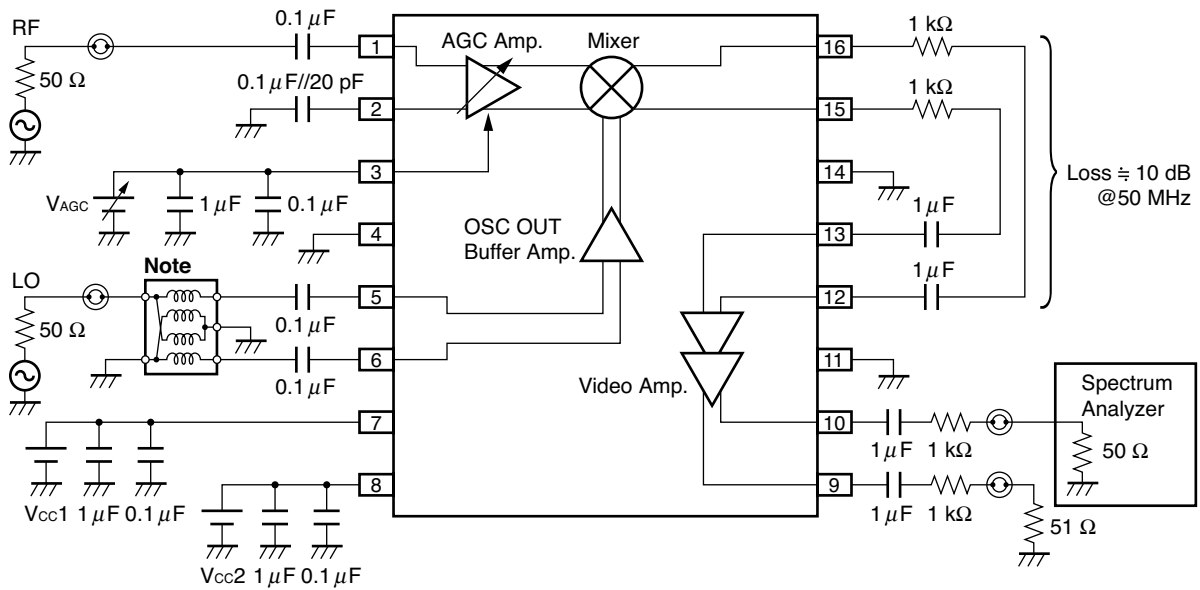 RF
50 Ω
0.1 µF
0.1 µF//20 pF
1
2
3
4
5
6
7
8
VAGC
1 µF
0.1 µF
LO
50 Ω
Note
0.1 µF
0.1 µF
VCC1 1 µF 0.1 µF
VCC2 1 µF 0.1 µF
AGC Amp.
Mixer
OSC OUT
Buffer Amp.
Video Amp.
16
15
14
13
12
11
10
9
1 kΩ
1 kΩ
1 µF
1 µF
Loss ≒ 10 dB
@50 MHz
1 µF 1 kΩ
1 µF 1 kΩ
Spectrum
Analyzer
50 Ω
51 Ω